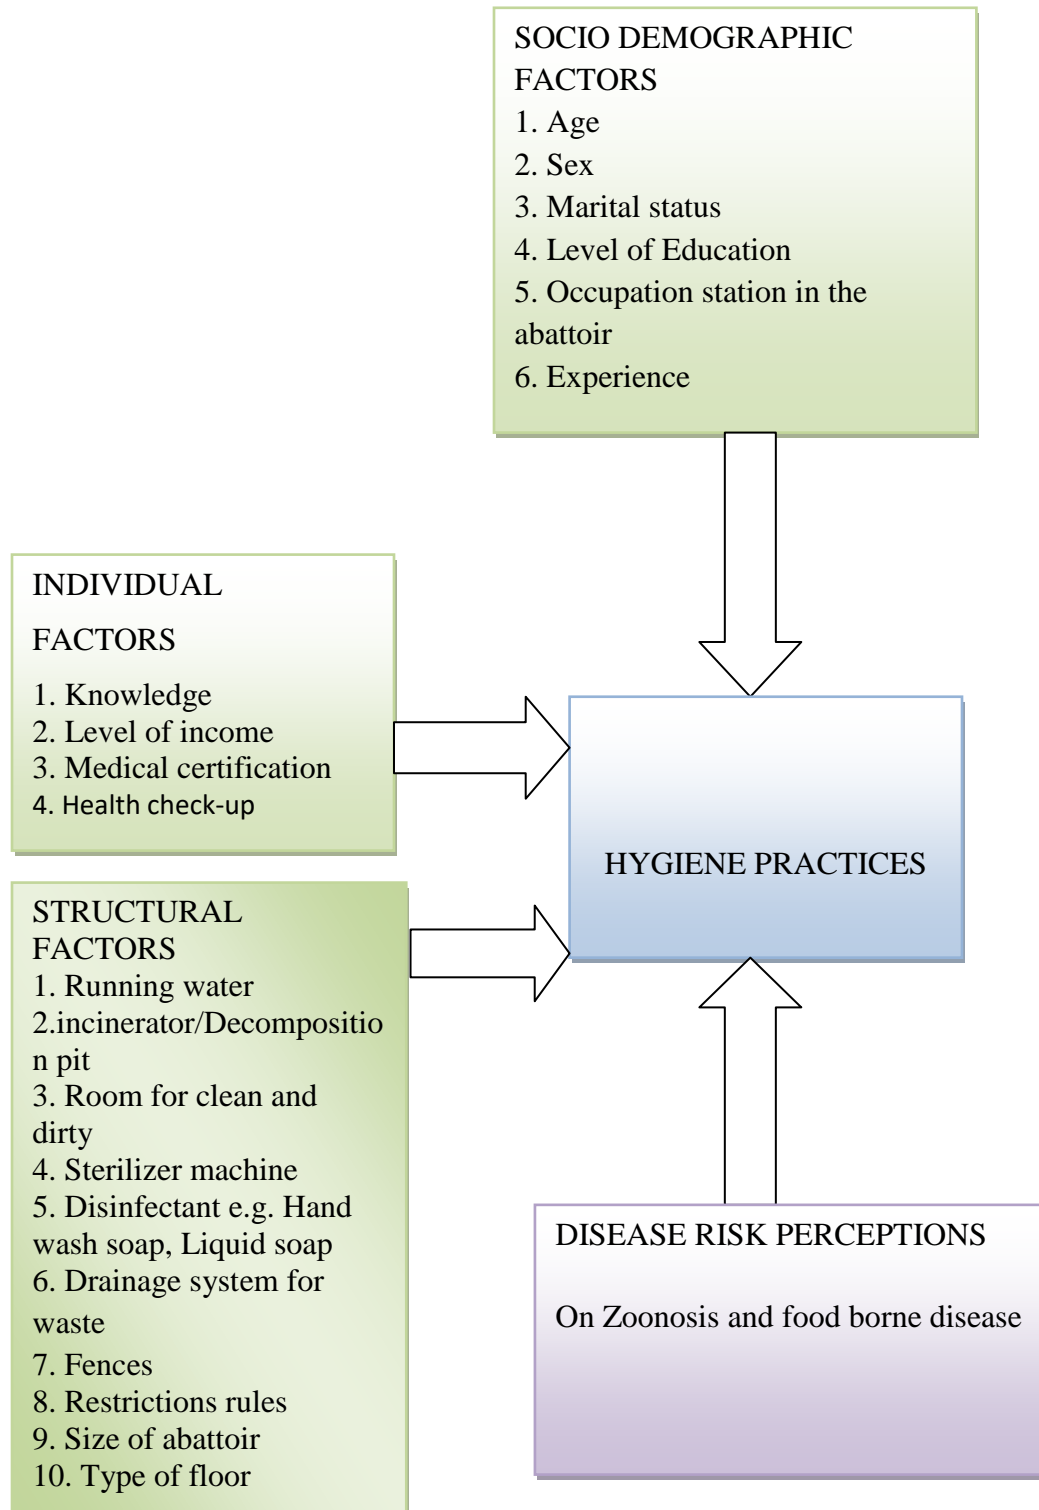 SOCIO DEMOGRAPHIC
FACTORS
1. Age
2. Sex
3. Marital status
4. Level of Education
5. Occupation station in the
abattoir
6. Experience
INDIVIDUAL
FACTORS
1. Knowledge
2. Level of income
3. Medical certification
4. Health check-up
HYGIENE PRACTICES
STRUCTURAL
FACTORS
1. Running water
2.incinerator/Decompositio
n pit
3. Room for clean and
dirty
4. Sterilizer machine
5. Disinfectant e.g. Hand
wash soap, Liquid soap
6. Drainage system for
waste
7. Fences
8. Restrictions rules
9. Size of abattoir
10. Type of floor
DISEASE RISK PERCEPTIONS
On Zoonosis and food borne disease